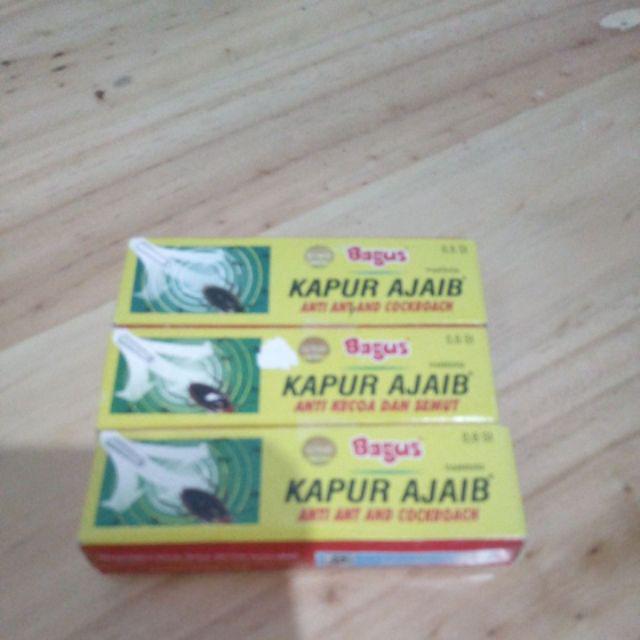 Bagus
KAPUR AJAIB
ANTI ANT AND COCKROACH
Bagus
KAPUR AJAIB
ANTI KECOA DAN SEMUT
Bagus
KAPUR AJAIB
ANTI ANT AND COCKROACH